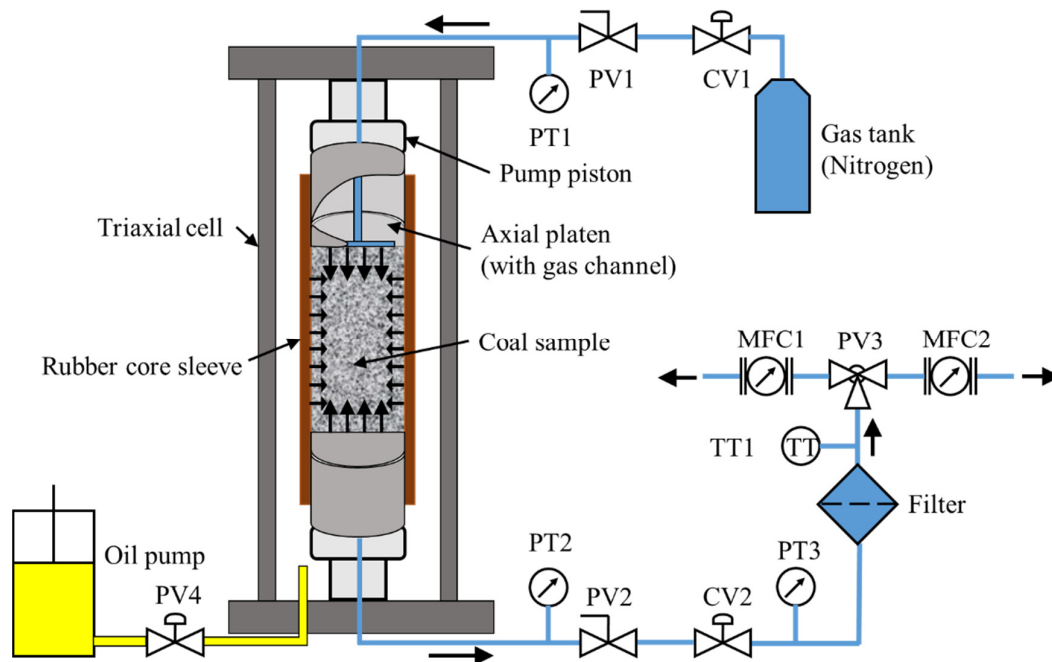 PV1
CV1
PT1
Gas tank
(Nitrogen)
Pump piston
Triaxial cell
Axial platen
(with gas channel)
Coal sample
Rubber core sleeve
MFC1
PV3
MFC2
TT1
TT
Filter
Oil pump
PV4
PT2
PV2
CV2
PT3